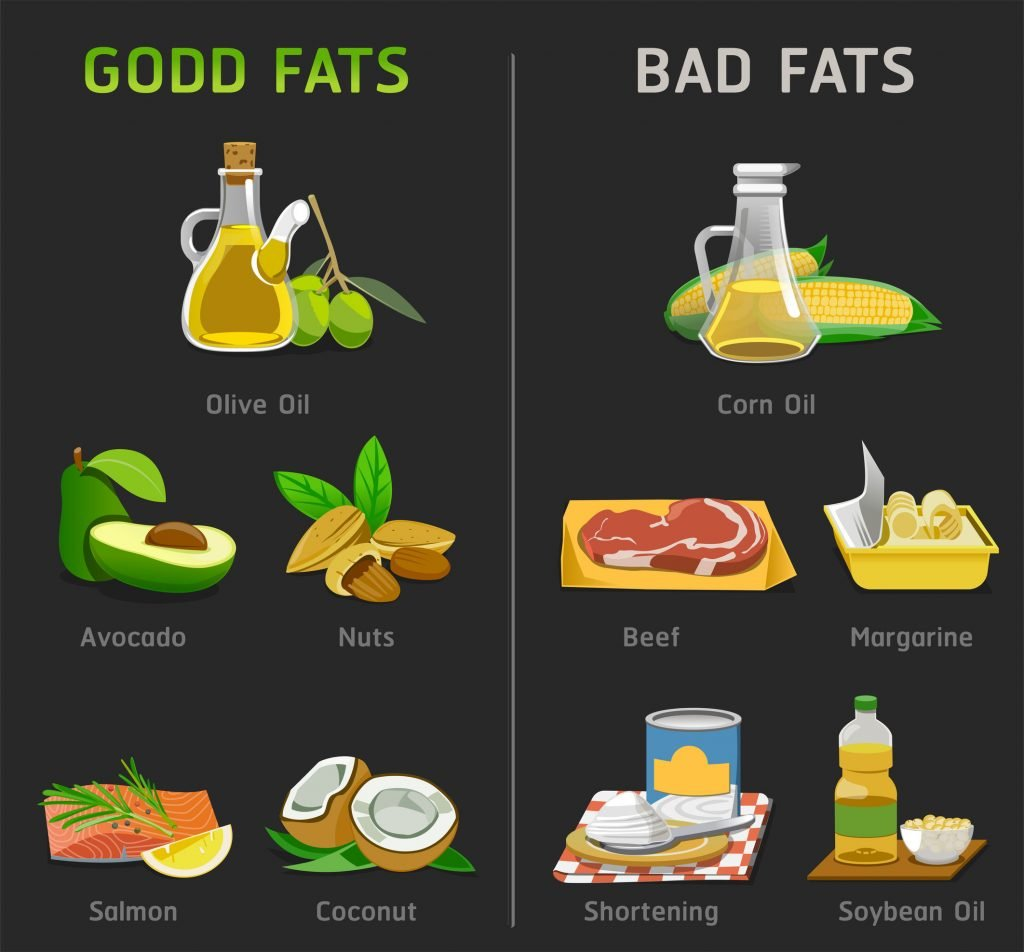 GODD FATS
Olive Oil
Avocado
Nuts
Salmon
Coconut
BAD FATS
Corn Oil
Beef
Margarine
Shortening
Soybean Oil